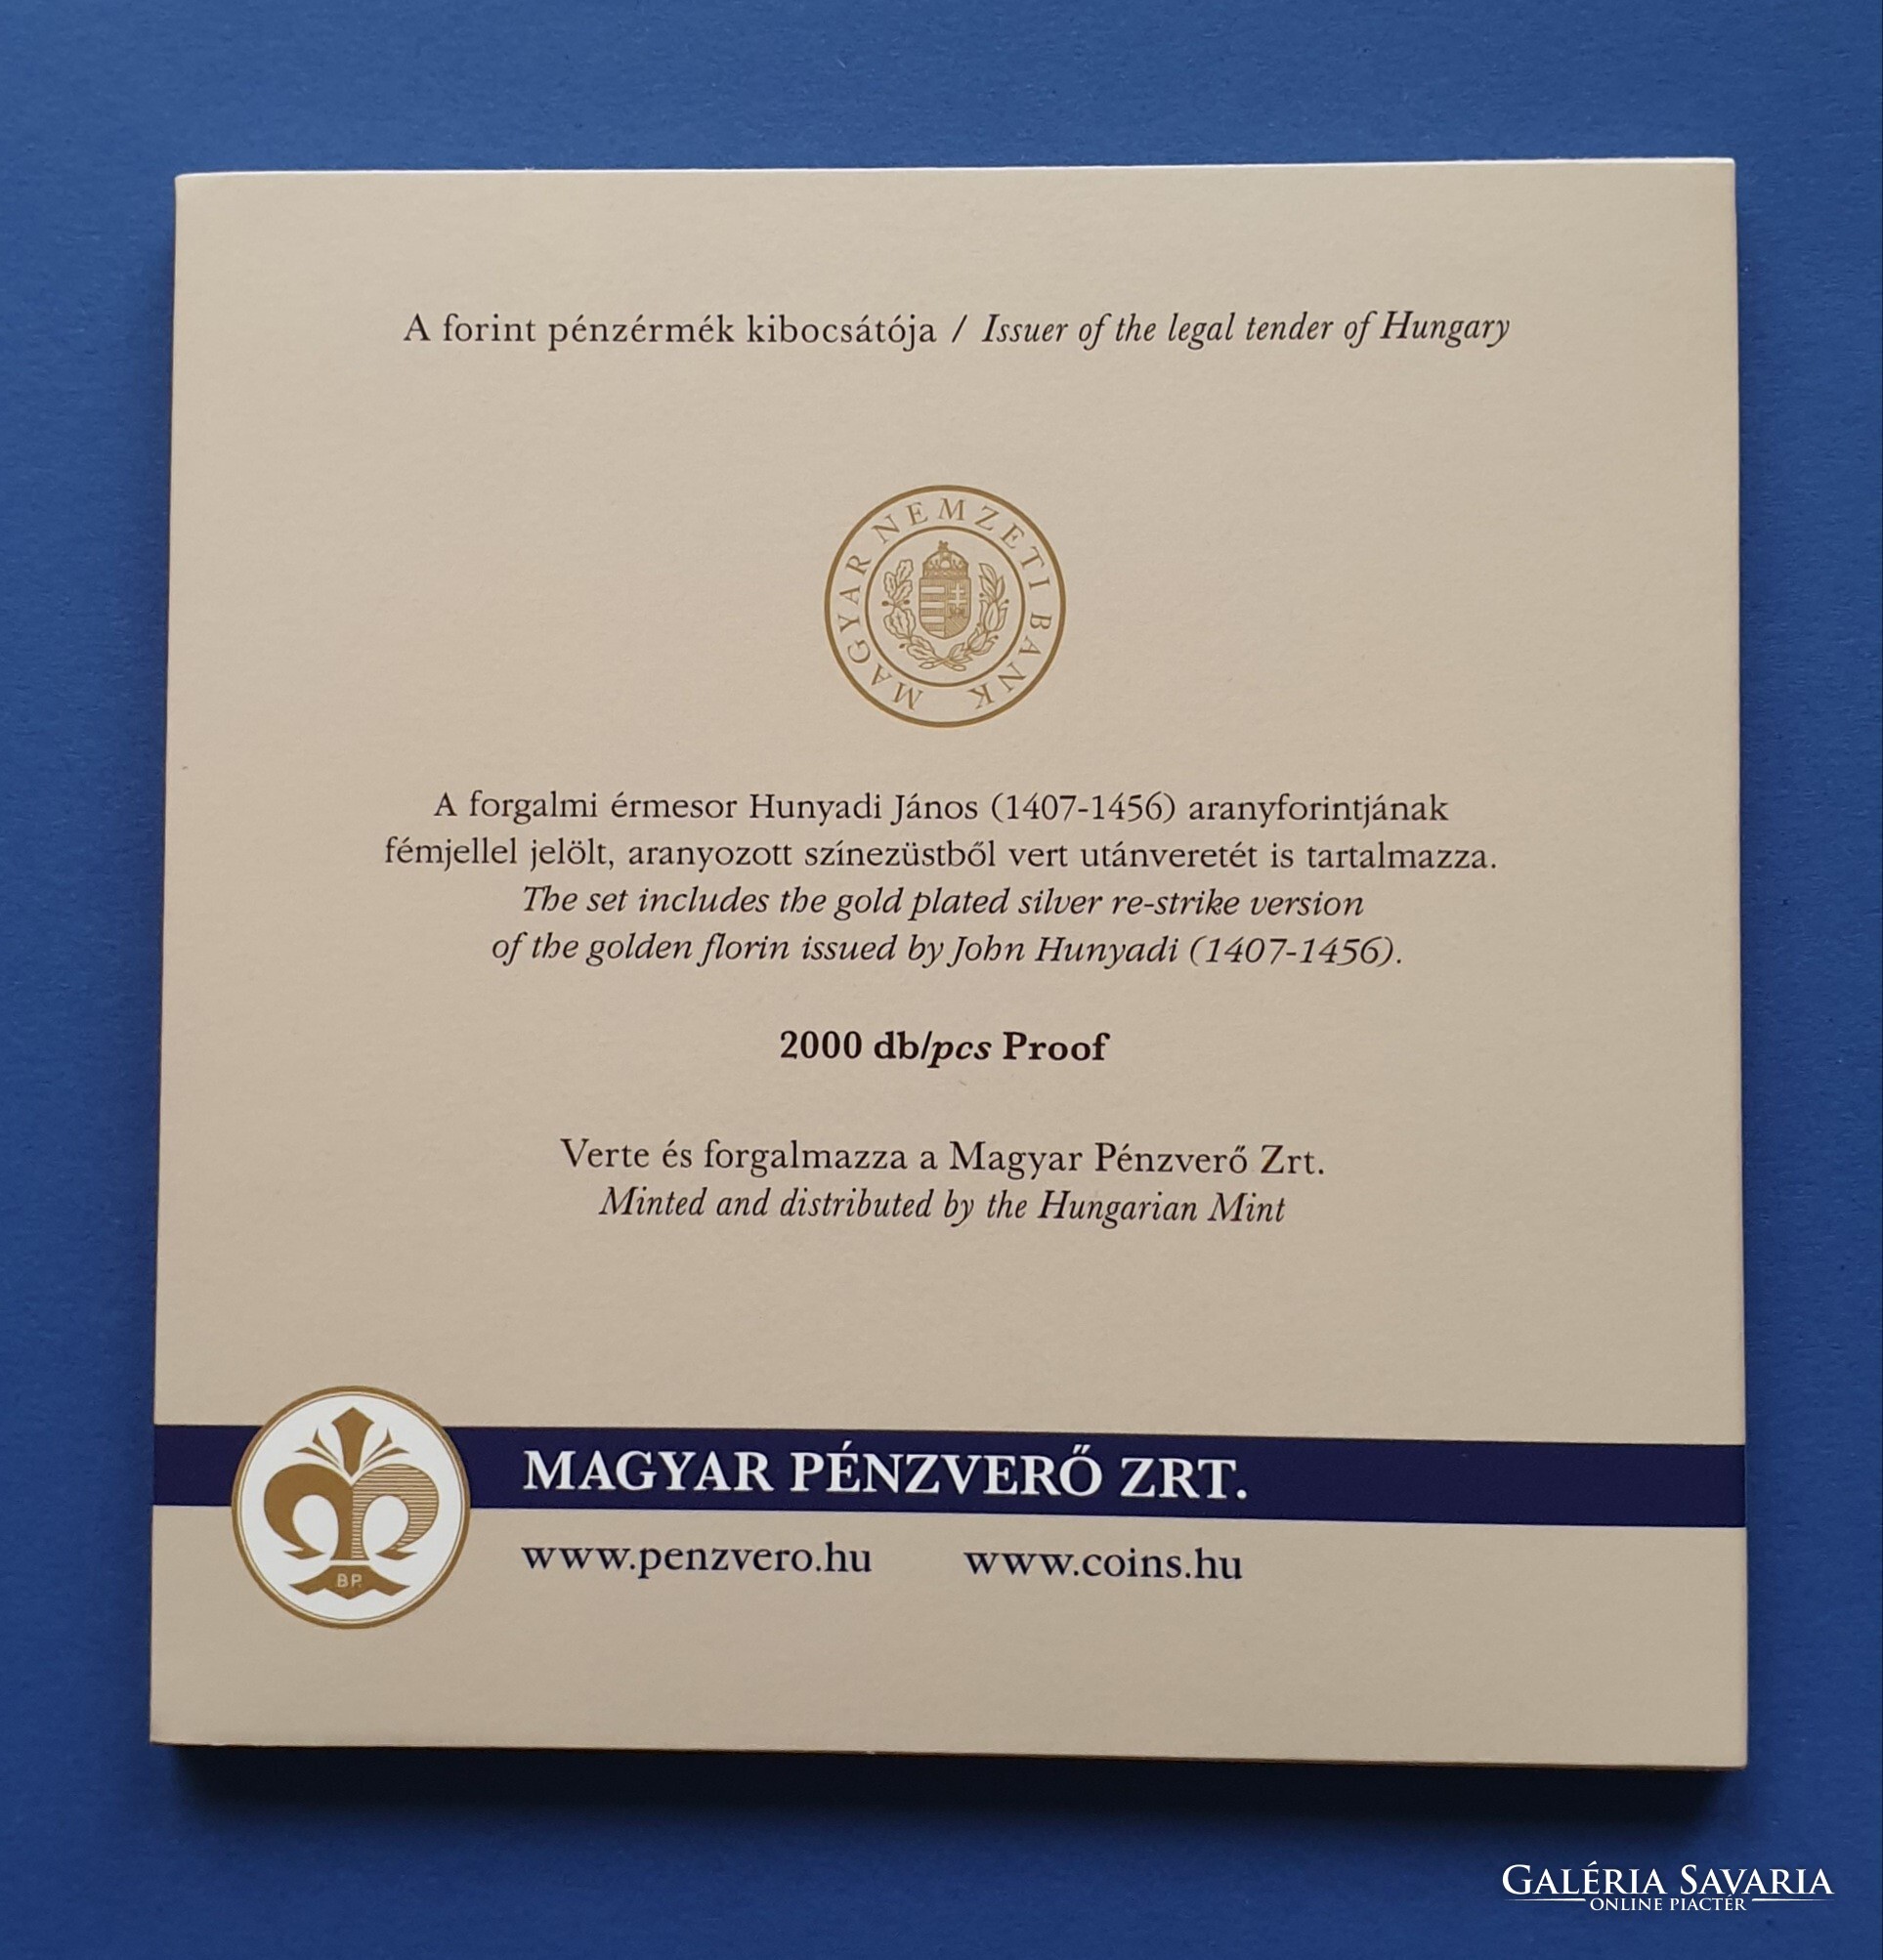 A forint pénzérmék kibocsátója / Issuer of the legal tender of Hungary
MAGYAR NEMZETI BANK
A forgalmi érmesor Hunyadi János (1407-1456) aranyforintjának
fémjellel jelölt, aranyozott színezüstből vert utánveretét is tartalmazza.
The set includes the gold plated silver re-strike version
of the golden florin issued by John Hunyadi (1407-1456).
2000 db/pcs Proof
Verte és forgalmazza a Magyar Pénzverő Zrt.
Minted and distributed by the Hungarian Mint
BP.
MAGYAR PÉNZVERŐ ZRT.
www.penzvero.hu www.coins.hu
GALÉRIA SAVARIA
ONLINE PIACTÉR